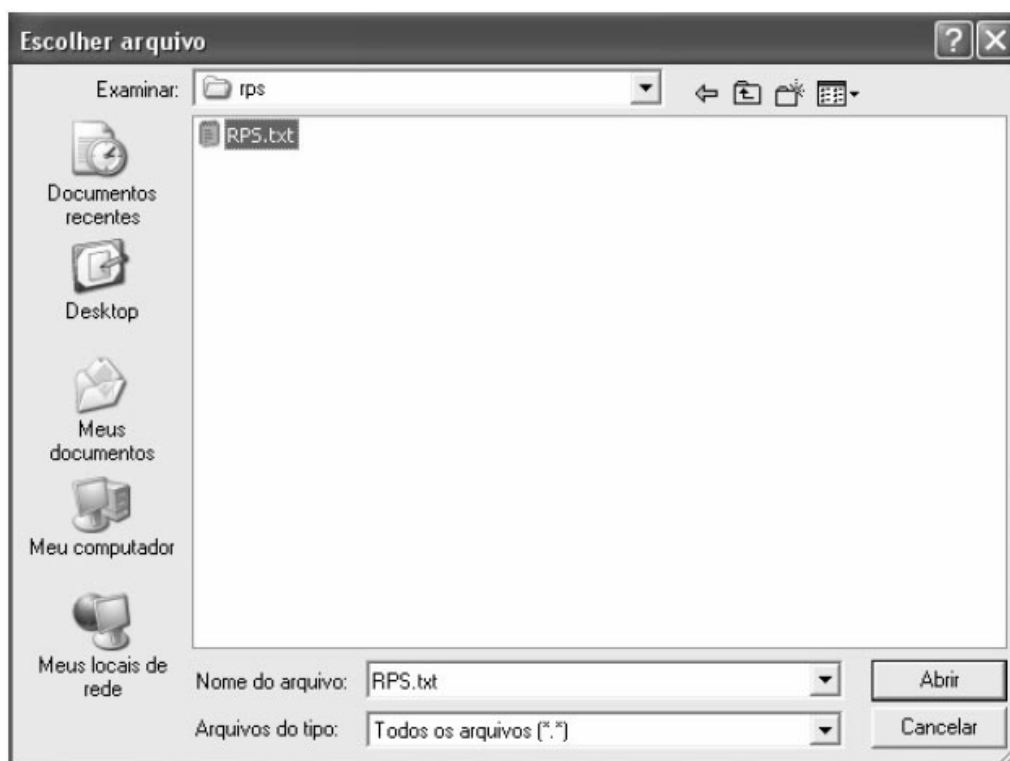 Escolher arquivo
Examinar:
rps
RPS.txt
Documentos
recentes
Desktop
Meus
documentos
Meu computador
Meus locais de
rede
Nome do arquivo:
RPS.txt
Abrir
Arquivos do tipo:
Todos os arquivos (*.*)
Cancelar